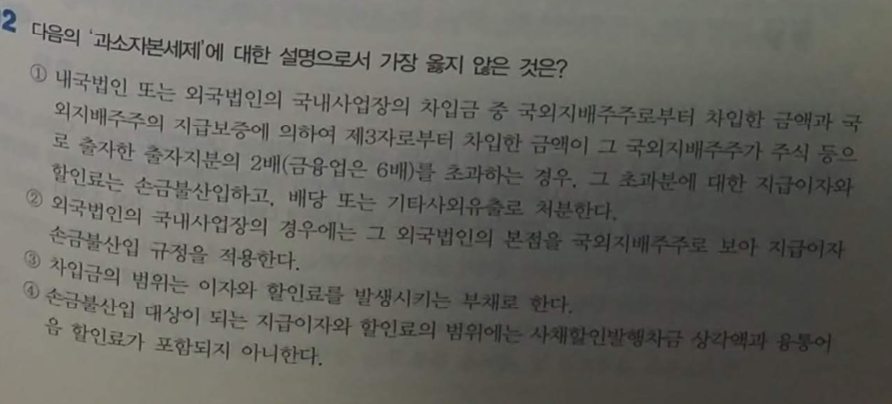 2 다음의 '과소자본세제'에 대한 설명으로서 가장 옳지 않은 것은?
① 내국법인 또는 외국법인의 국내사업장의 차입금 중 국외지배주주로부터 차입한 금액과 국
외지배주주의 지급보증에 의하여 제3자로부터 차입한 금액이 그 국외지배주주가 주식 등으
로 출자한 출자지분의 2배(금융업은 6배)를 초과하는 경우, 그 초과분에 대한 지급이자와
할인료는 손금불산입하고, 배당 또는 기타사외유출로 처분한다.
② 외국법인의 국내사업장의 경우에는 그 외국법인의 본점을 국외지배주주로 보아 지급이자
손금불산입 규정을 적용한다.
③ 차입금의 범위는 이자와 할인료를 발생시키는 부채로 한다.
④ 손금불산입 대상이 되는 지급이자와 할인료의 범위에는 사채할인발행차금 상각액과 융통어
음 할인료가 포함되지 아니한다.